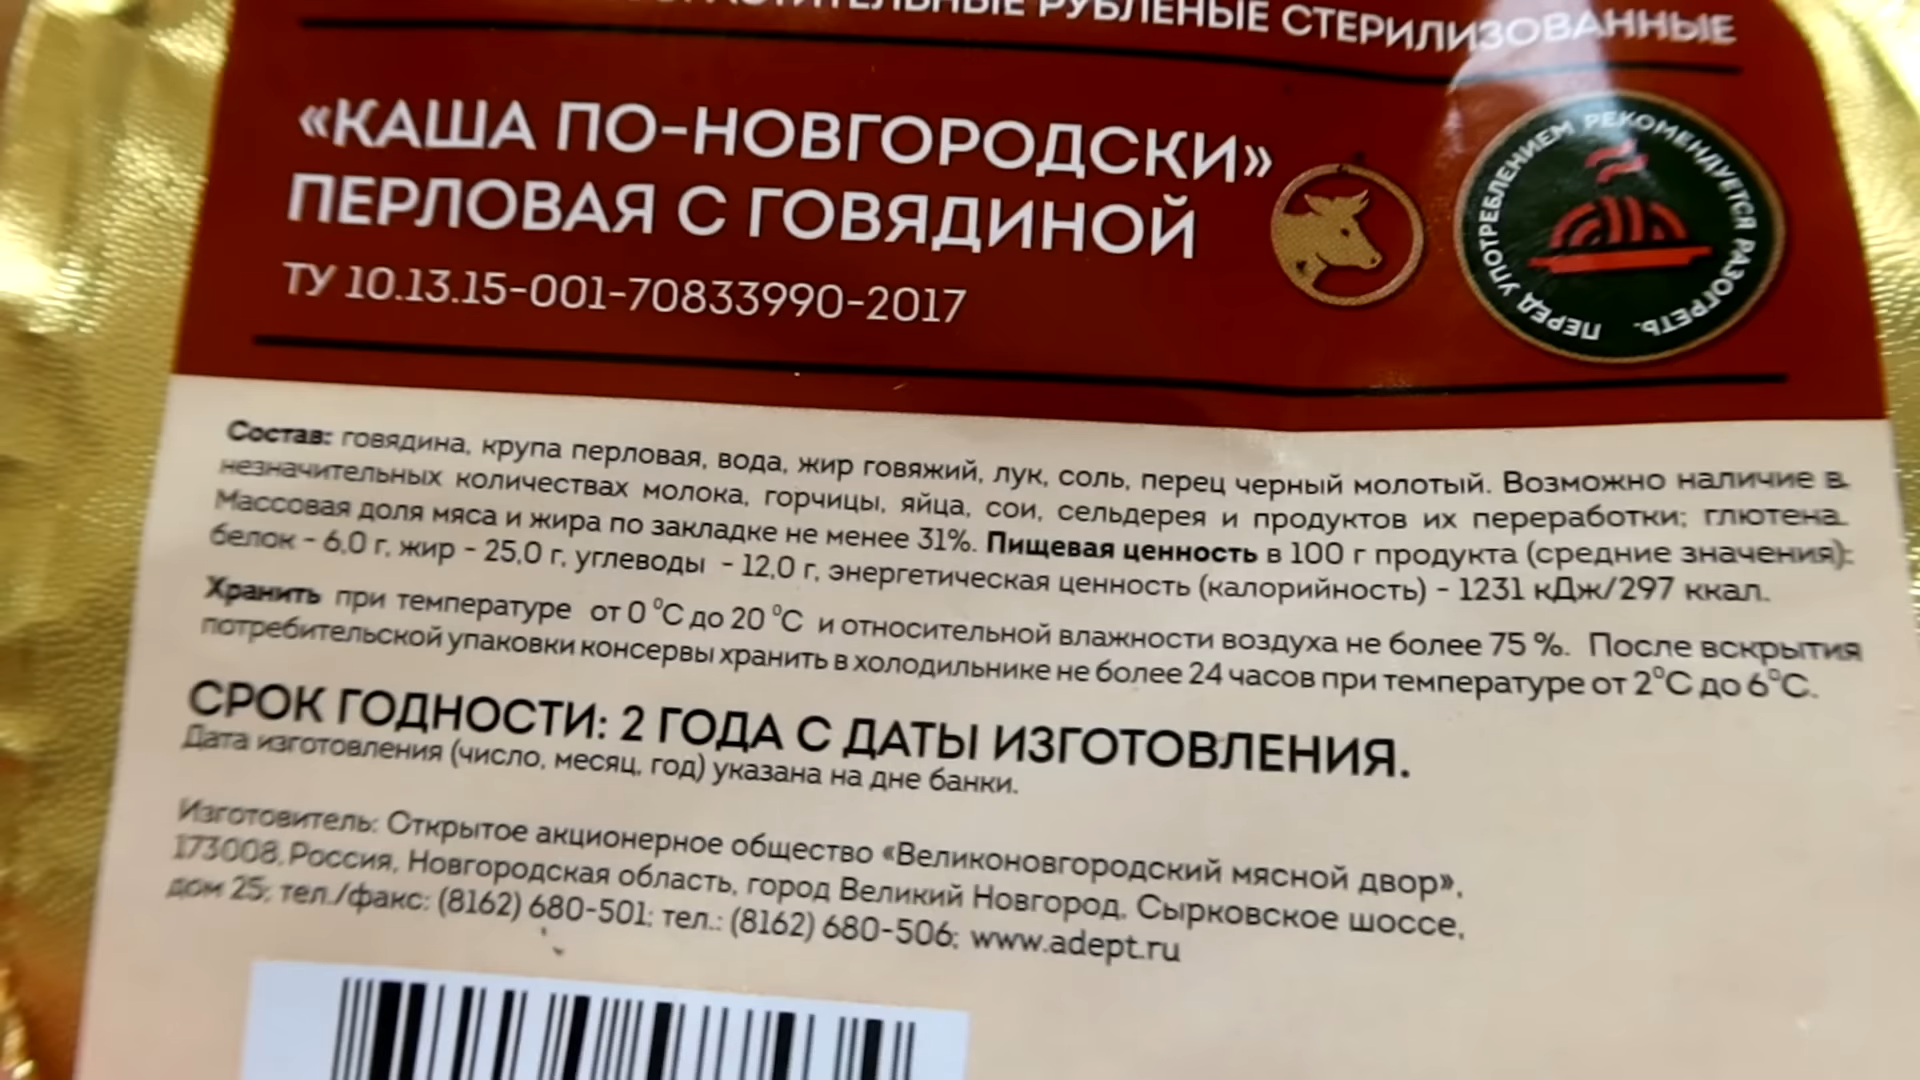 РУБЛЕНЫЕ СТЕРИЛИЗОВАННЫЕ
«КАША ПО-НОВГОРОДСКИ»
ПЕРЛОВАЯ С ГОВЯДИНОЙ
ТУ 10.13.15-001-70833990-2017
ПЕРЕД УПОТРЕБЛЕНИЕМ РЕКОМЕНДУЕТСЯ РАЗОГРЕТЬ.
Состав: говядина, крупа перловая, вода, жир говяжий, лук, соль, перец черный молотый. Возможно наличие в
незначительных количествах молока, горчицы, яйца, сои, сельдерея и продуктов их переработки; глютена.
Массовая доля мяса и жира по закладке не менее 31%. Пищевая ценность в 100 г продукта (средние значения):
белок - 6,0 г, жир - 25,0 г, углеводы - 12,0 г, энергетическая ценность (калорийность) - 1231 кДж/297 ккал.
Хранить при температуре от 0 °С до 20 °С и относительной влажности воздуха не более 75 %. После вскрытия
потребительской упаковки консервы хранить в холодильнике не более 24 часов при температуре от 2°С до 6°С.
СРОК ГОДНОСТИ: 2 ГОДА С ДАТЫ ИЗГОТОВЛЕНИЯ.
Дата изготовления (число, месяц, год) указана на дне банки.
Изготовитель: Открытое акционерное общество «Великоновгородский мясной двор»,
173008, Россия, Новгородская область, город Великий Новгород, Сырковское шоссе,
дом 25; тел./факс: (8162) 680-501; тел.: (8162) 680-506; www.adept.ru